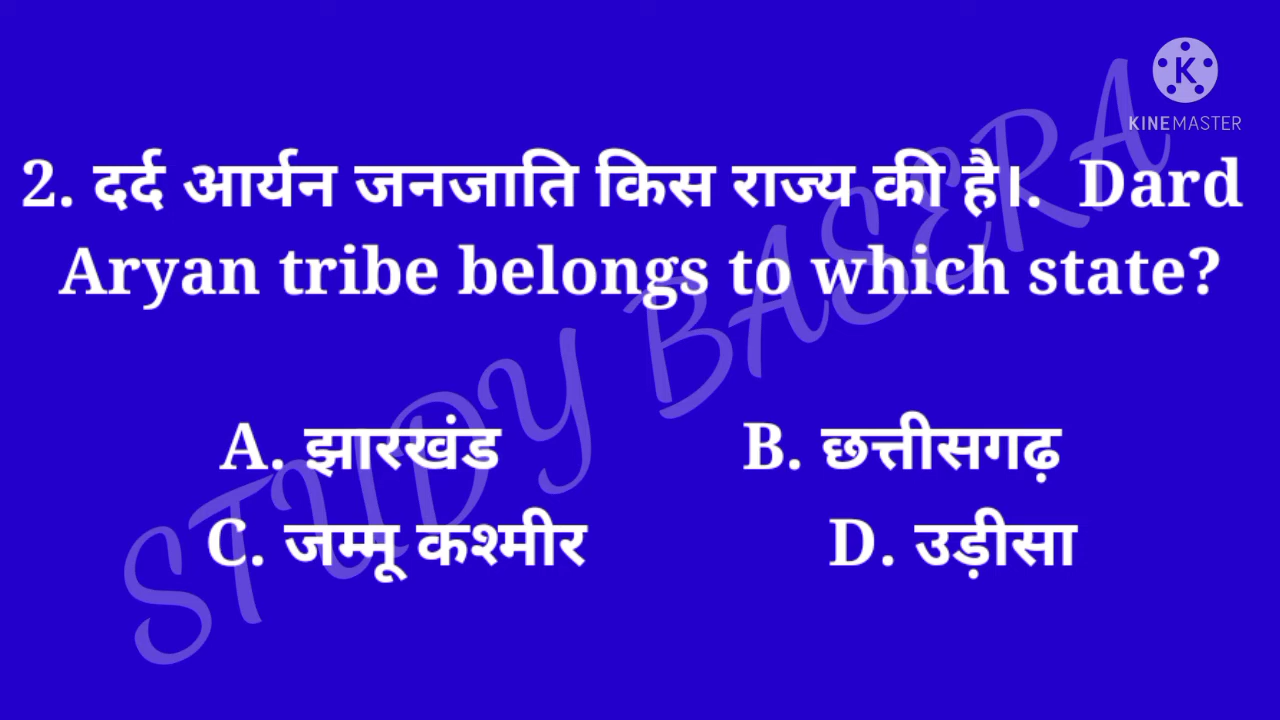 KINEMASTER
2. दर्द आर्यन जनजाति किस राज्य की है।. Dard
Aryan tribe belongs to which state?
A. झारखंड B. छत्तीसगढ़
C. जम्मू कश्मीर D. उड़ीसा
STUDY BASERA